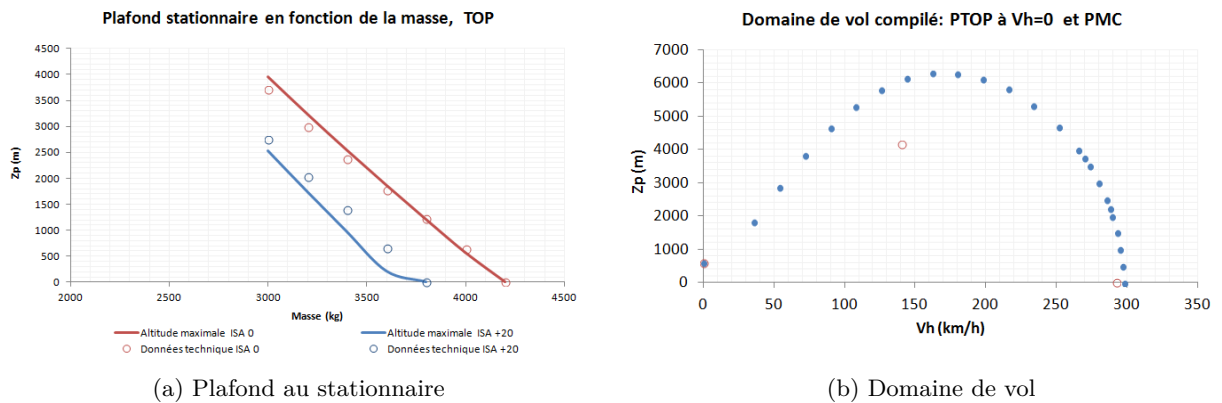 Plafond stationnaire en fonction de la masse, TOP
4500
4000
3500
3000
2500
2000
1500
1000
500
0
Zp (m)
2000
2500
3000
3500
4000
4500
Masse (kg)
Altitude maximale ISA 0
Altitude maximale ISA +20
Données technique ISA 0
Données technique ISA +20
(a) Plafond au stationnaire
Domaine de vol compilé: PTOP à Vh=0 et PMC
7000
6000
5000
4000
3000
2000
1000
0
Zp (m)
0
50
100
150
200
250
300
350
Vh (km/h)
(b) Domaine de vol